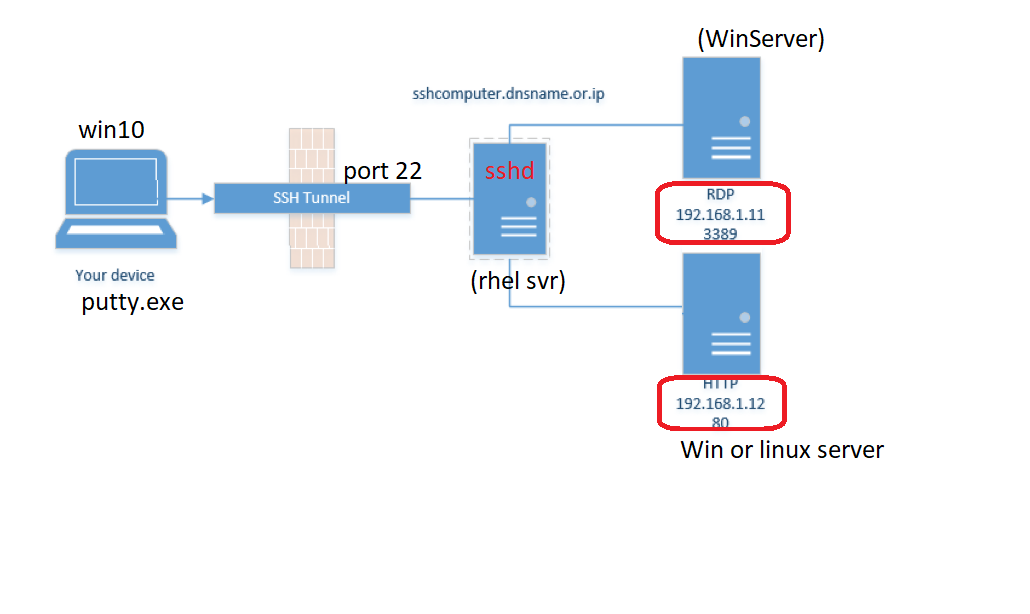 (WinServer)
sshcomputer.dnsname.or.ip
win10
port 22
sshd
SSH Tunnel
RDP
192.168.1.11
3389
Your device
(rhel svr)
putty.exe
HTTP
192.168.1.12
80
Win or linux server